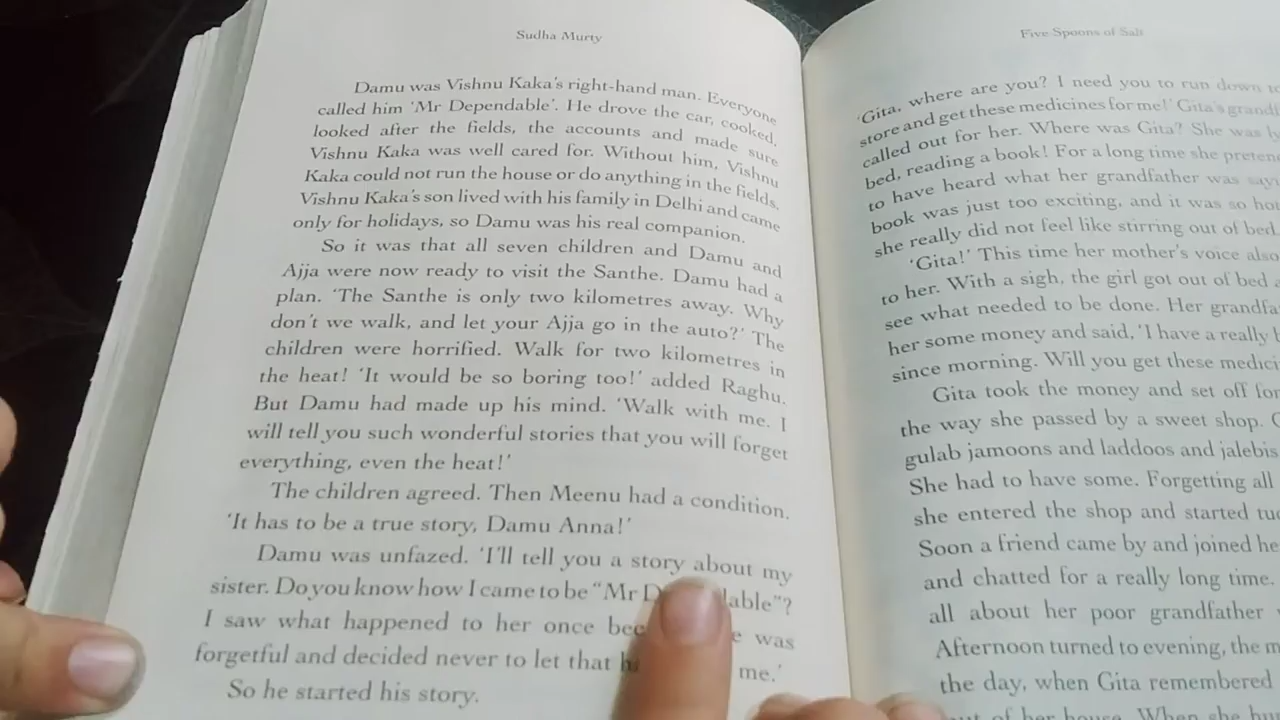 Sudha Murty
Damu was Vishnu Kaka's right-hand man. Everyone
called him 'Mr Dependable'. He drove the car, cooked,
looked after the fields, the accounts and made sure
Vishnu Kaka was well cared for. Without him, Vishnu
Kaka could not run the house or do anything in the fields.
Vishnu Kaka's son lived with his family in Delhi and came
only for holidays, so Damu was his real companion.
So it was that all seven children and Damu and
Ajja were now ready to visit the Santhe. Damu had a
plan. 'The Santhe is only two kilometres away. Why
don't we walk, and let your Ajja go in the auto?' The
children were horrified. Walk for two kilometres in
the heat! 'It would be so boring too!' added Raghu.
But Damu had made up his mind. 'Walk with me. I
will tell you such wonderful stories that you will forget
everything, even the heat!'
The children agreed. Then Meenu had a condition.
'It has to be a true story, Damu Anna!'
Damu was unfazed. 'I'll tell you a story about my
sister. Do you know how I came to be "Mr
I saw what happened to her once was
forgetful and decided never to let that me.'
So he started his story.
Five Spoons of Salt
'Gita, where are you? I need you to run down
store and get these medicines for me!' Gita's
called out for her. Where was Gita? She was
bed, reading a book! For a long time she
to have heard what her grandfather was
book was just too exciting, and it was so
she really did not feel like stirring out of bed.
'Gita!' This time her mother's voice also
to her. With a sigh, the girl got out of bed
see what needed to be done. Her
her some money and said, 'I have a really
since morning. Will you get these
Gita took the money and set off
the way she passed by a sweet shop.
gulab jamoons and laddoos and jalebis
She had to have some. Forgetting all
she entered the shop and started
Soon a friend came by and joined
and chatted for a really long time.
all about her poor grandfather
Afternoon turned to evening, the
the day, when Gita remembered
of her house. When she